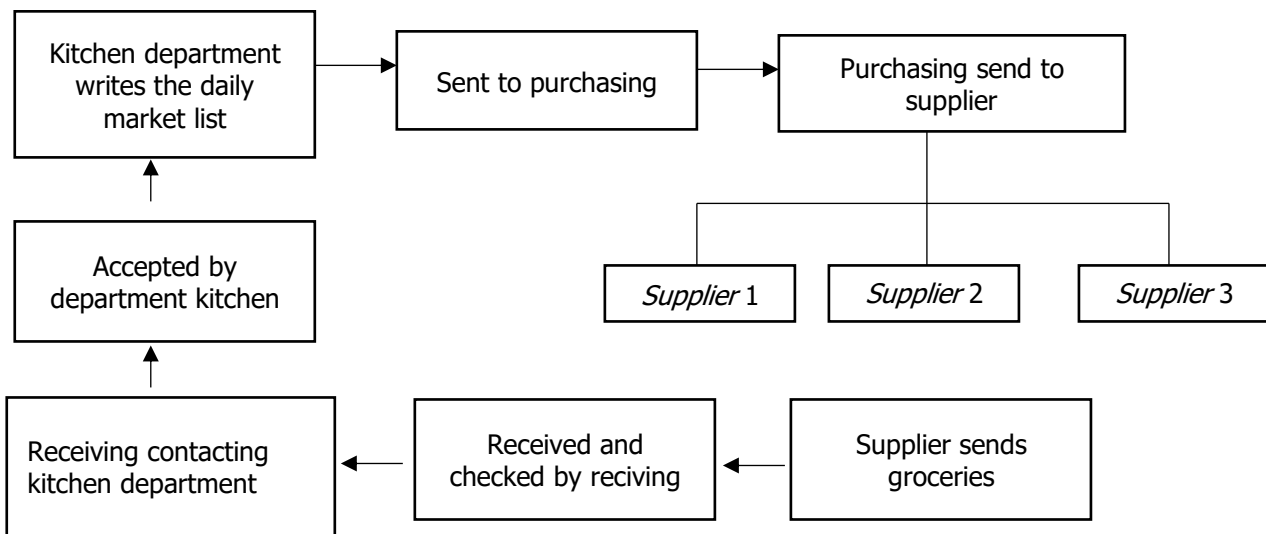 Kitchen department
writes the daily
market list
Sent to purchasing
Purchasing send to
supplier
Accepted by
department kitchen
Supplier 1
Supplier 2
Supplier 3
Receiving contacting
kitchen department
Received and
checked by reciving
Supplier sends
groceries